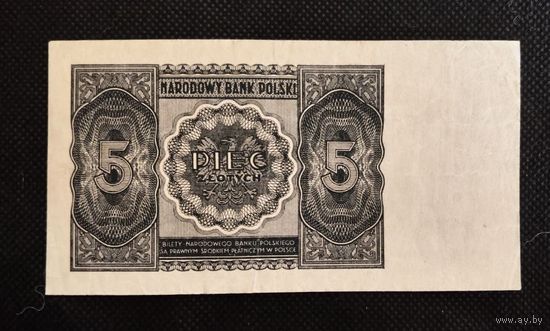 NARODOWY BANK POLSKI
5
PIĘĆ
ZŁOTYCH
5
BILETY NARODOWEGO BANKU POLSKIEGO
SĄ PRAWNYM ŚRODKIEM PŁATNICZYM W POLSCE
ay.by